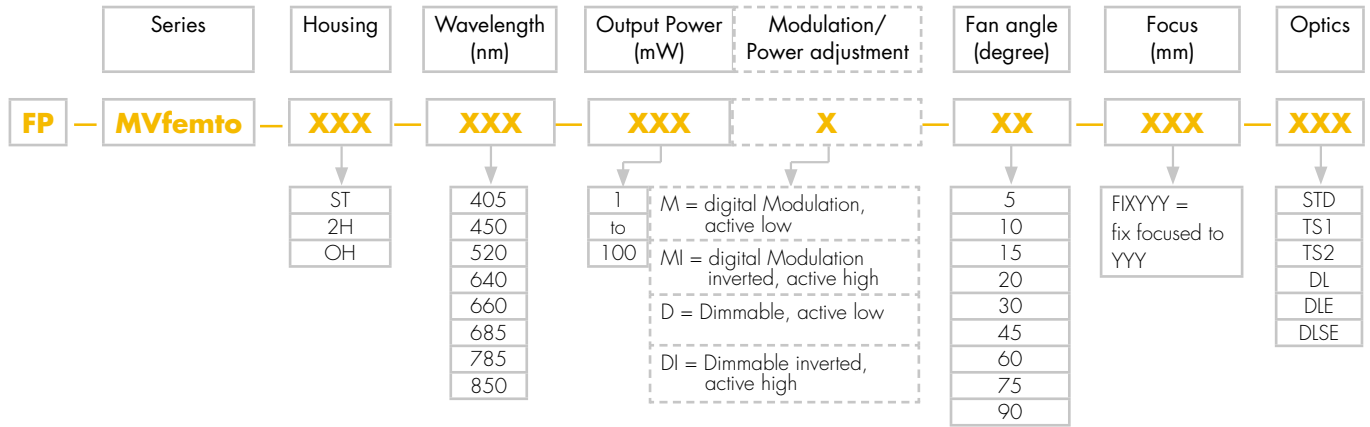 Series
Housing
Wavelength
(nm)
Output Power
(mW)
Modulation/
Power adjustment
Fan angle
(degree)
Focus
(mm)
Optics
FP — MVfemto — XXX — XXX — XXX X — XX — XXX — XXX
ST
2H
OH
405
450
520
640
660
685
785
850
1
to
100
M = digital Modulation,
active low
MI = digital Modulation
inverted, active high
D = Dimmable, active low
DI = Dimmable inverted,
active high
5
10
15
20
30
45
60
75
90
FIXYYY =
fix focused to
YYY
STD
TS1
TS2
DL
DLE
DLSE